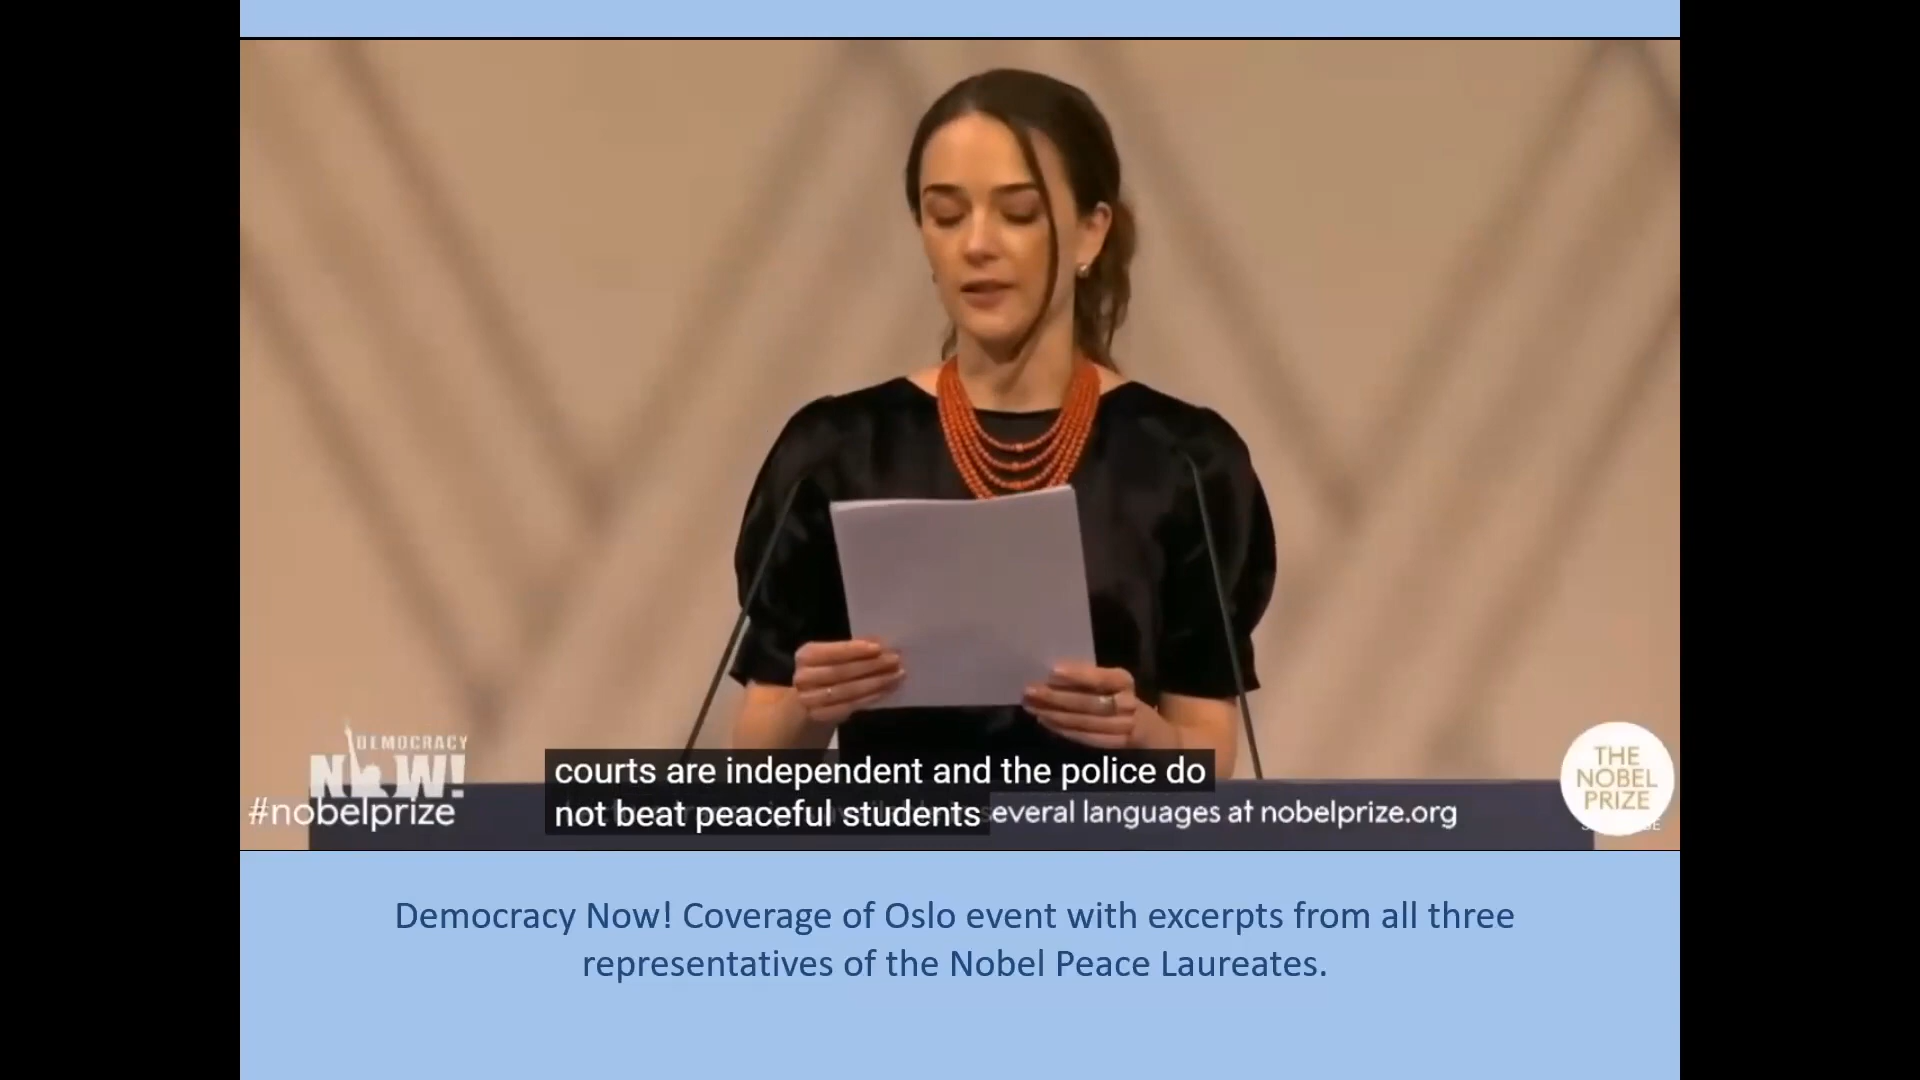 DEMOCRACY
NOW!
#nobelprize
courts are independent and the police do
not beat peaceful students
everal languages at nobelprize.org
THE
NOBEL
PRIZE
Democracy Now! Coverage of Oslo event with excerpts from all three
representatives of the Nobel Peace Laureates.